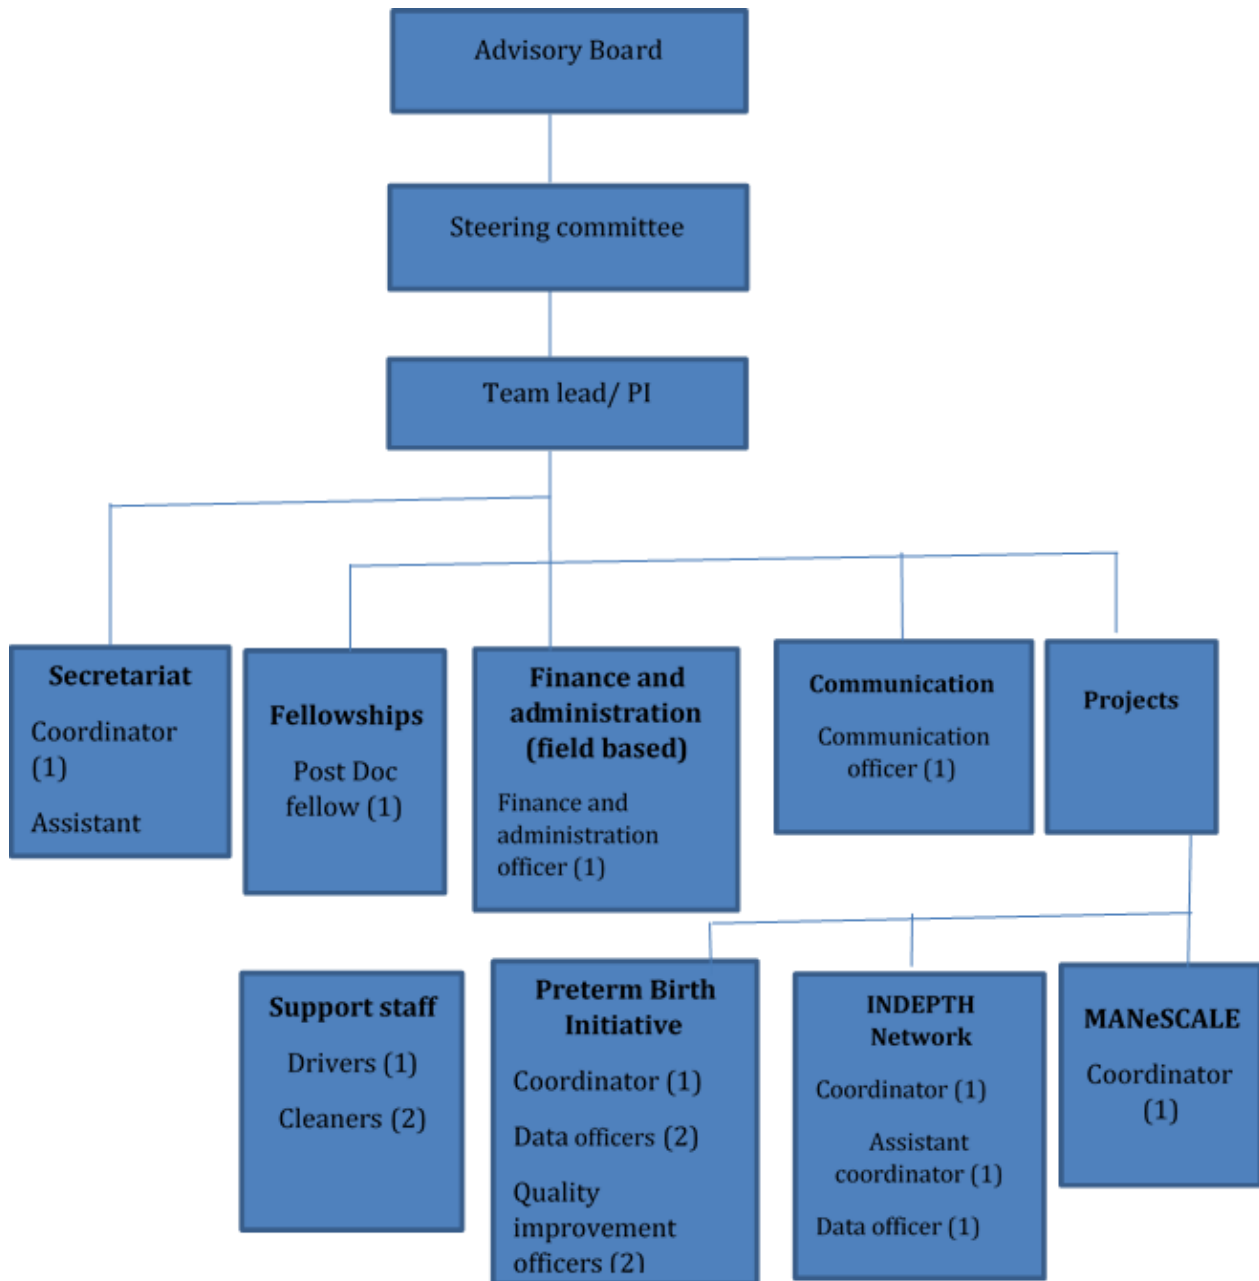 Advisory Board
Steering committee
Team lead/ PI
Secretariat
Coordinator
(1)
Assistant
Fellowships
Post Doc
fellow (1)
Finance and
administration
(field based)
Finance and
administration
officer (1)
Communication
Communication
officer (1)
Projects
Support staff
Drivers (1)
Cleaners (2)
Preterm Birth
Initiative
Coordinator (1)
Data officers (2)
Quality
improvement
officers (2)
INDEPTH
Network
Coordinator (1)
Assistant
coordinator (1)
Data officer (1)
MANeSCALE
Coordinator
(1)